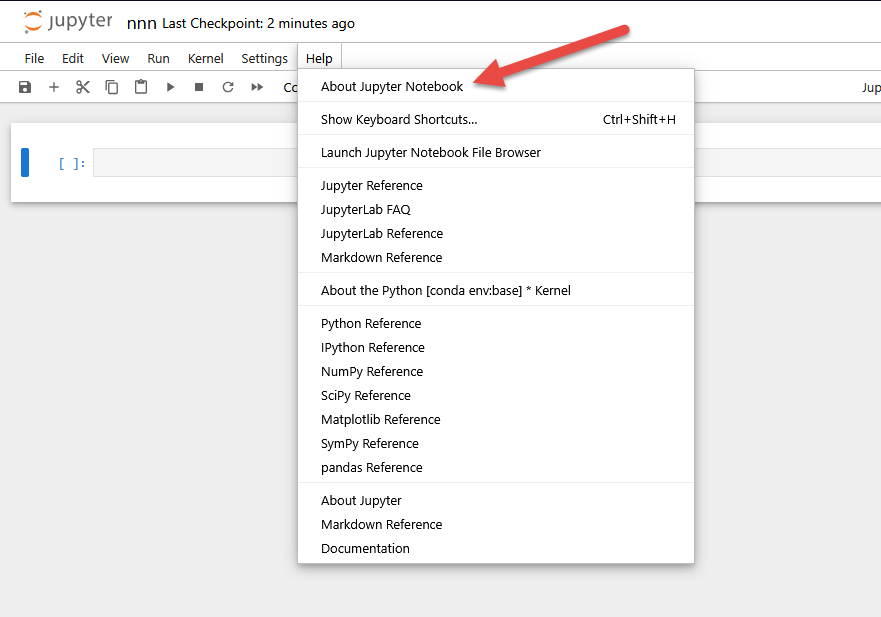 jupyter nnn Last Checkpoint: 2 minutes ago
File Edit View Run Kernel Settings Help
Co
Jup
About Jupyter Notebook
Show Keyboard Shortcuts... Ctrl+Shift+H
Launch Jupyter Notebook File Browser
[ ]:
Jupyter Reference
JupyterLab FAQ
JupyterLab Reference
Markdown Reference
About the Python [conda env:base] * Kernel
Python Reference
IPython Reference
NumPy Reference
SciPy Reference
Matplotlib Reference
SymPy Reference
pandas Reference
About Jupyter
Markdown Reference
Documentation